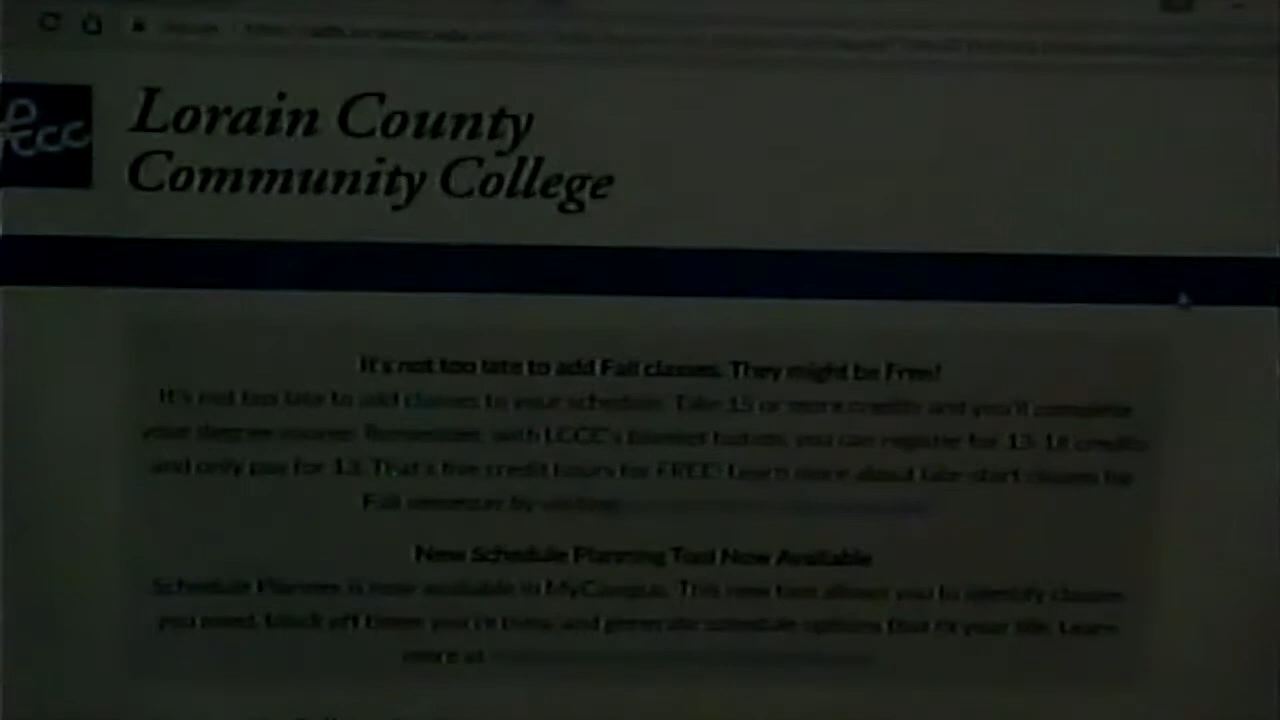 lccc
Lorain County
Community College
It's not too late to add Fall classes. They might be Free!
It's not too late to add classes to your schedule. Take 15 or more credits and you'll complete
your degree sooner. Remember, with LCCC's blanket tuition, you can register for 13-18 credits
and only pay for 13. That's five credit hours for FREE! Learn more about late-start classes for
Fall semester by visiting
New Schedule Planning Tool Now Available
Schedule Planner is now available in MyCampus. This new tool allows you to identify classes
you need, block off times you're busy, and generate schedule options that fit your life. Learn
more at